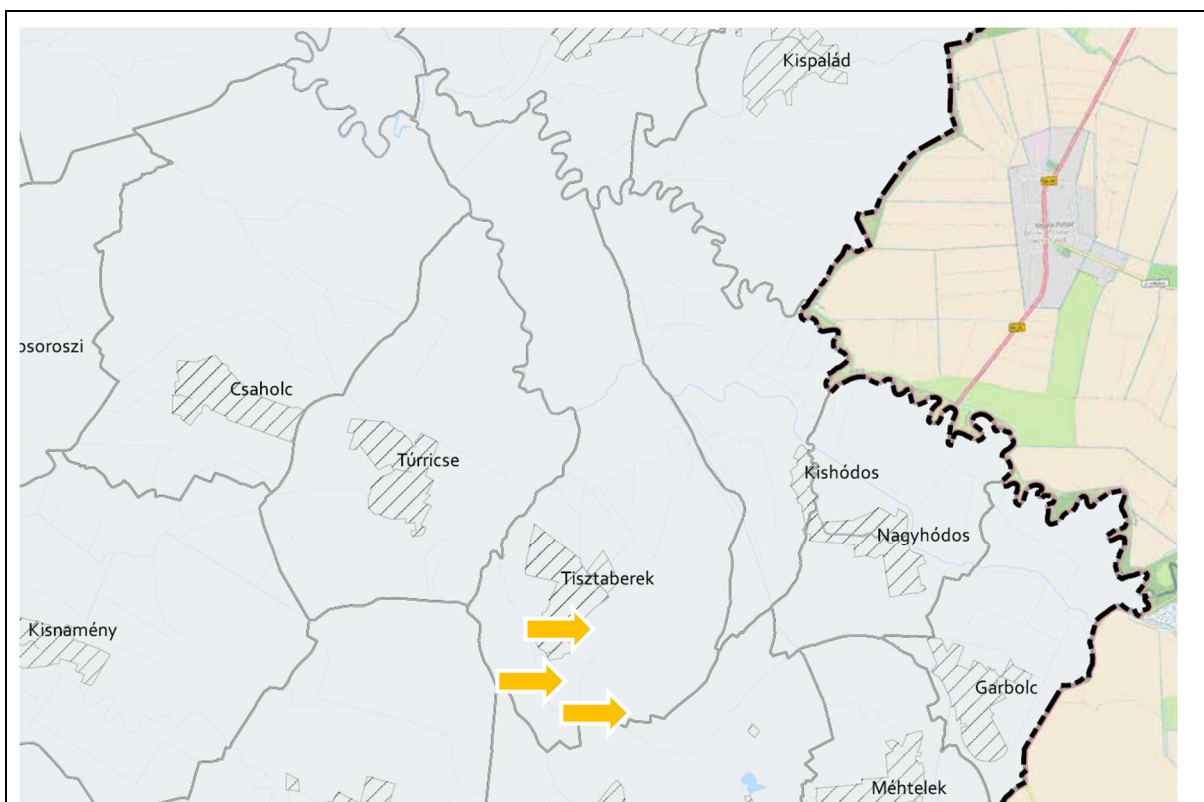 Kispalád
osoroszi
Csaholc
Túrricse
Kishódos
Nagyhódos
Tisztaberek
Kisnamény
Garbolc
Méhtelek